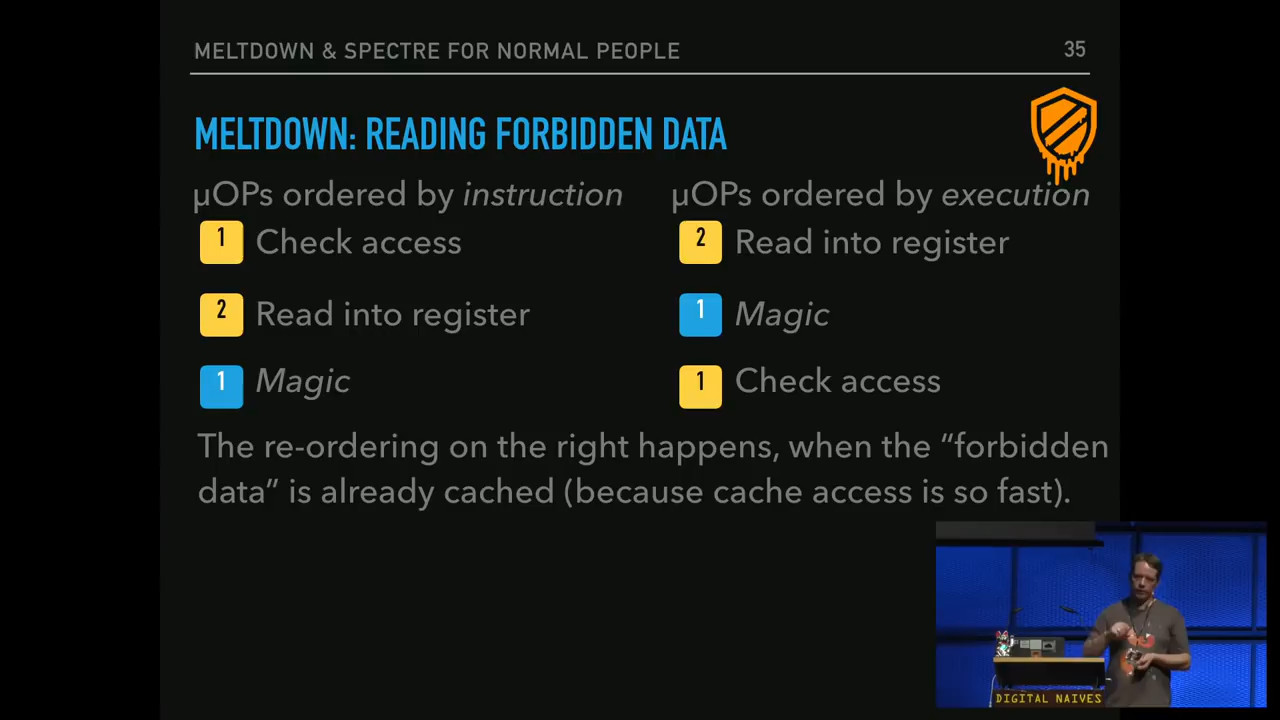 MELTDOWN & SPECTRE FOR NORMAL PEOPLE 35
MELTDOWN: READING FORBIDDEN DATA
µOPs ordered by instruction
1 Check access
2 Read into register
1 Magic
µOPs ordered by execution
2 Read into register
1 Magic
1 Check access
The re-ordering on the right happens, when the “forbidden
data” is already cached (because cache access is so fast).
DIGITAL NAIVES